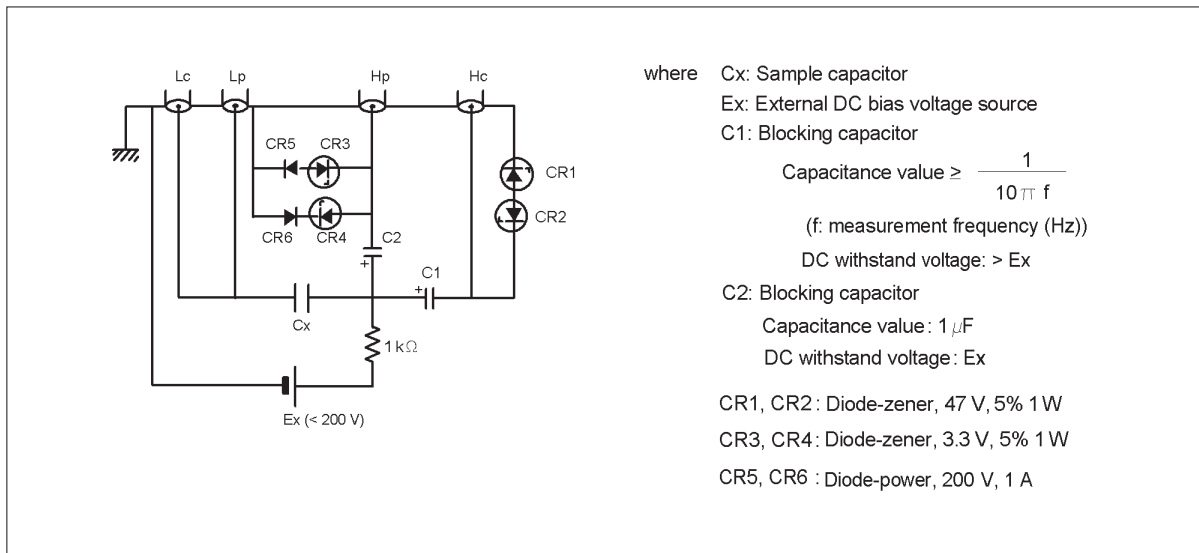 Lc Lp Hp Hc
CR5 CR3
CR1
CR2
CR6 CR4
C2
+
C1
+
Cx
1 kΩ
Ex (< 200 V)
where Cx: Sample capacitor
Ex: External DC bias voltage source
C1: Blocking capacitor
Capacitance value ≥ 1
10 π f
(f: measurement frequency (Hz))
DC withstand voltage: > Ex
C2: Blocking capacitor
Capacitance value : 1 μF
DC withstand voltage : Ex
CR1, CR2 : Diode-zener, 47 V, 5% 1 W
CR3, CR4 : Diode-zener, 3.3 V, 5% 1 W
CR5, CR6 : Diode-power, 200 V, 1 A